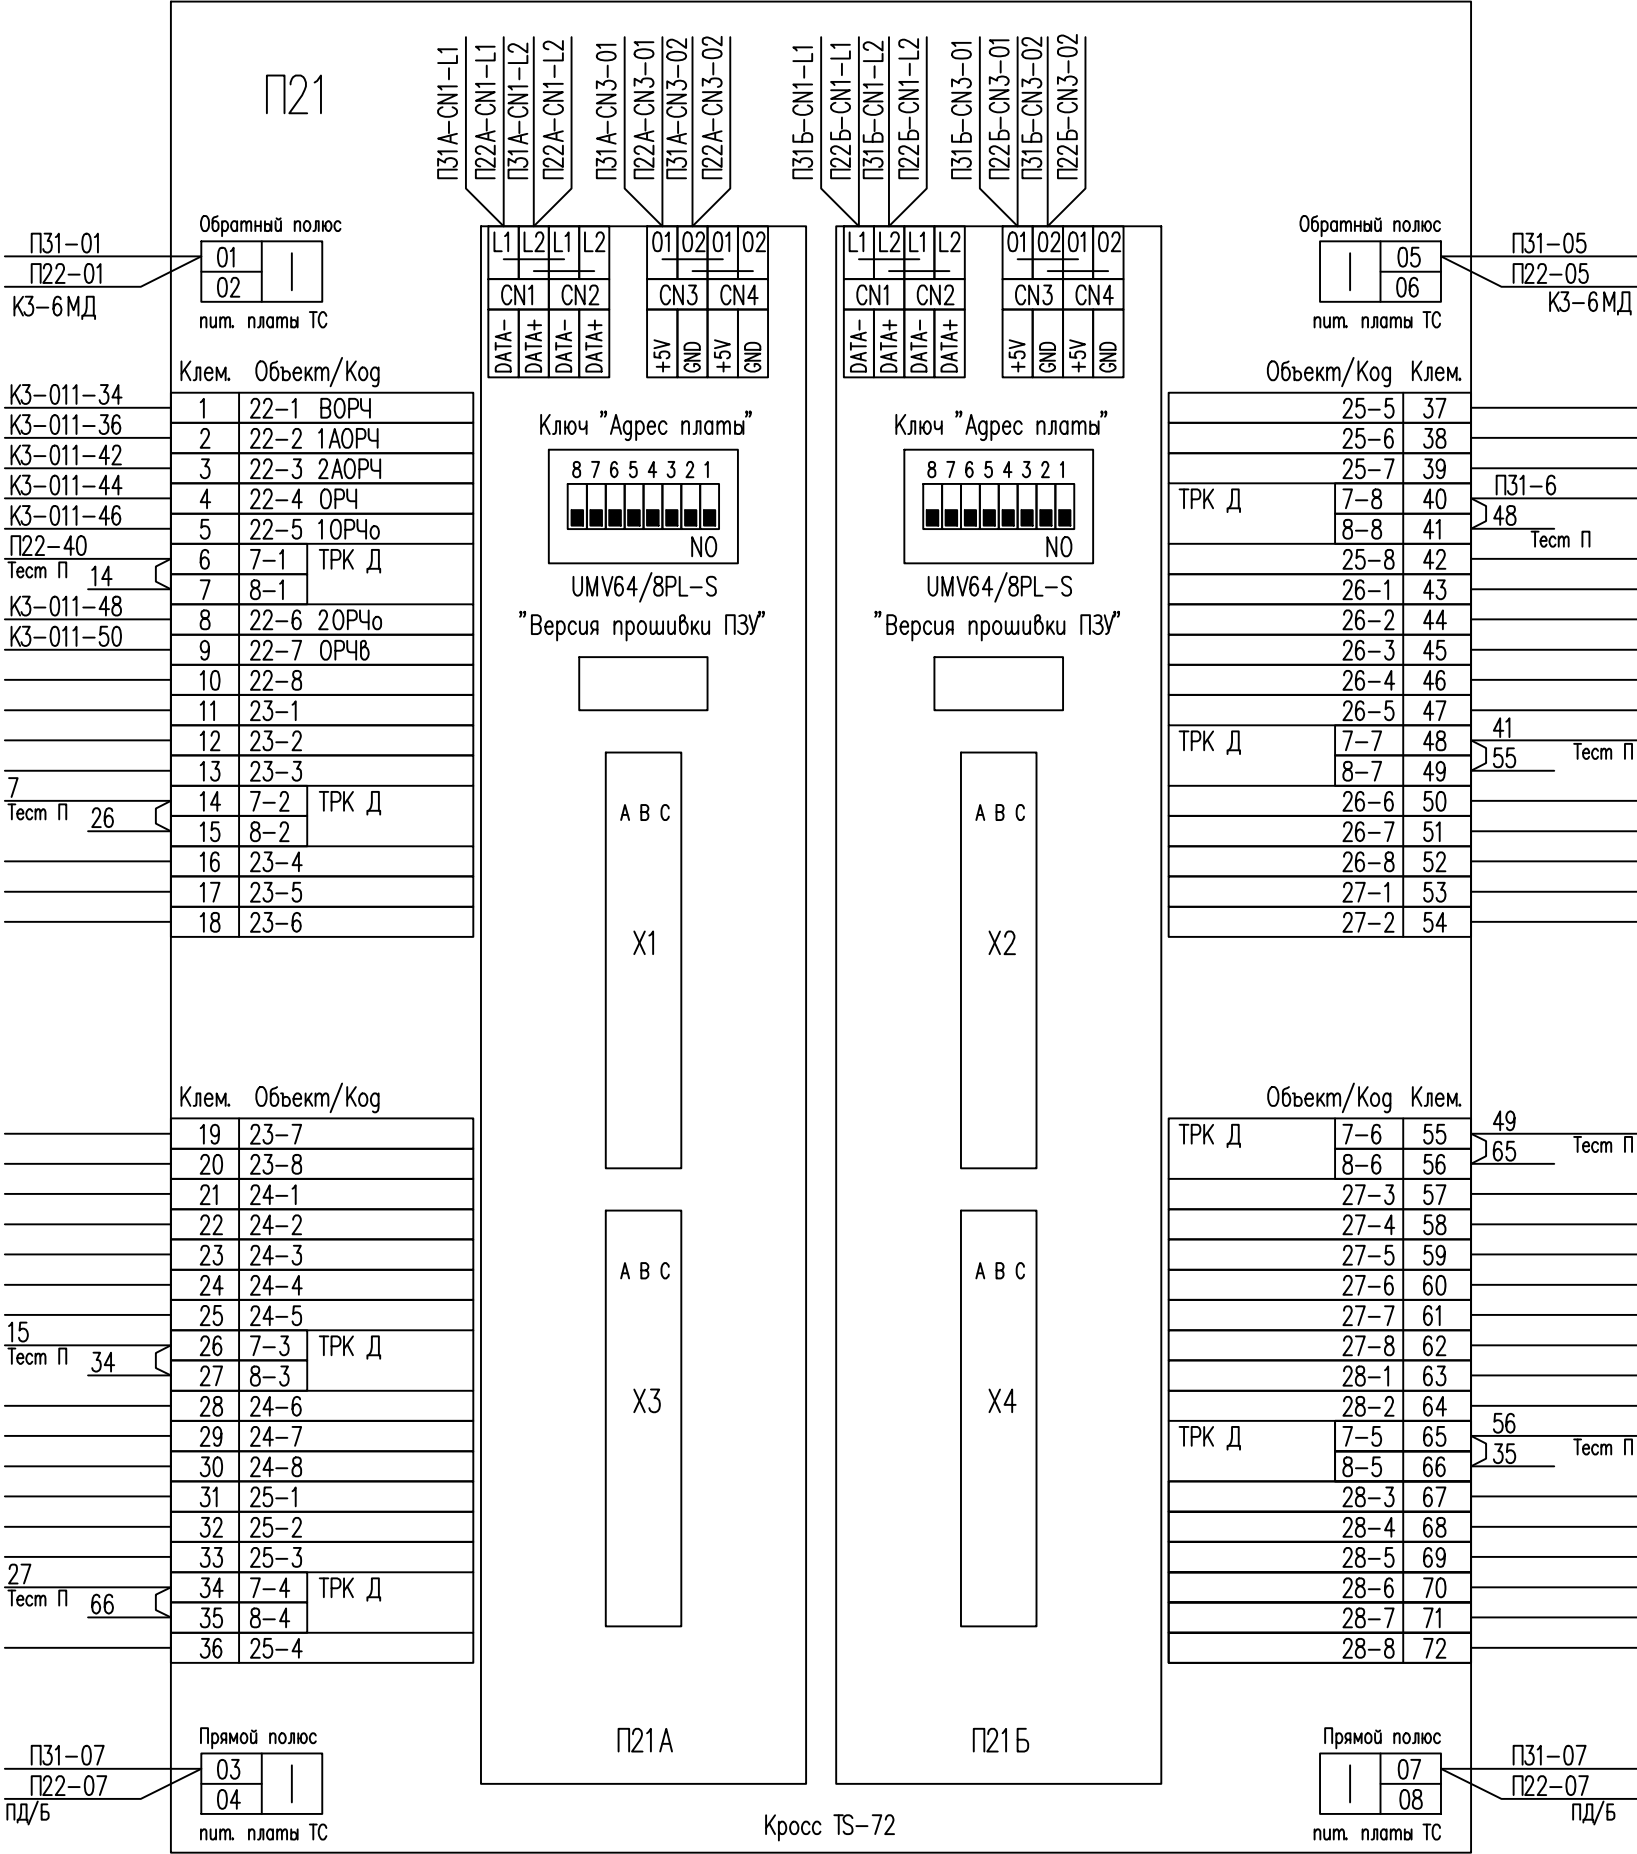 П21
П31А-CN1-L1
П22А-CN1-L1
П31А-CN1-L2
П22А-CN1-L2
П31А-CN3-01
П22А-CN3-01
П31А-CN3-02
П22А-CN3-02
П31Б-CN1-L1
П22Б-CN1-L1
П31Б-CN1-L2
П22Б-CN1-L2
П31Б-CN3-01
П22Б-CN3-01
П31Б-CN3-02
П22Б-CN3-02
П31-01
П22-01
К3-6МД
Обратный полюс
01
02
пит. платы ТС
L1 L2 L1 L2
CN1 CN2
DATA- DATA+ DATA- DATA+
01 02 01 02
CN3 CN4
+5V GND +5V GND
L1 L2 L1 L2
CN1 CN2
DATA- DATA+ DATA- DATA+
01 02 01 02
CN3 CN4
+5V GND +5V GND
Обратный полюс
05
06
пит. платы ТС
П31-05
П22-05
К3-6МД
Клем. Объект/Код
К3-011-34 1 22-1 ВОРЧ
К3-011-36 2 22-2 1АОРЧ
К3-011-42 3 22-3 2АОРЧ
К3-011-44 4 22-4 ОРЧ
К3-011-46 5 22-5 1ОРЧо
П22-40 6 7-1 ТРК Д
Тест П 14 7 8-1
К3-011-48 8 22-6 2ОРЧо
К3-011-50 9 22-7 ОРЧв
10 22-8
11 23-1
12 23-2
13 23-3
7 14 7-2 ТРК Д
Тест П 26 15 8-2
16 23-4
17 23-5
18 23-6
Клем. Объект/Код
19 23-7
20 23-8
21 24-1
22 24-2
23 24-3
24 24-4
25 24-5
15 26 7-3 ТРК Д
Тест П 34 27 8-3
28 24-6
29 24-7
30 24-8
31 25-1
32 25-2
33 25-3
27 34 7-4 ТРК Д
Тест П 66 35 8-4
36 25-4
Ключ "Адрес платы"
8 7 6 5 4 3 2 1
NO
UMV64/8PL-S
"Версия прошивки ПЗУ"
A B C
X1
A B C
X3
П21А
Ключ "Адрес платы"
8 7 6 5 4 3 2 1
NO
UMV64/8PL-S
"Версия прошивки ПЗУ"
A B C
X2
A B C
X4
П21Б
Объект/Код Клем.
25-5 37
25-6 38
25-7 39
ТРК Д 7-8 40 П31-6
8-8 41 48 Тест П
25-8 42
26-1 43
26-2 44
26-3 45
26-4 46
26-5 47
ТРК Д 7-7 48 41
8-7 49 55 Тест П
26-6 50
26-7 51
26-8 52
27-1 53
27-2 54
Объект/Код Клем.
ТРК Д 7-6 55 49
8-6 56 65 Тест П
27-3 57
27-4 58
27-5 59
27-6 60
27-7 61
27-8 62
28-1 63
28-2 64
ТРК Д 7-5 65 56
8-5 66 35 Тест П
28-3 67
28-4 68
28-5 69
28-6 70
28-7 71
28-8 72
П31-07
П22-07
ПД/Б
Прямой полюс
03
04
пит. платы ТС
Кросс TS-72
Прямой полюс
07
08
пит. платы ТС
П31-07
П22-07
ПД/Б